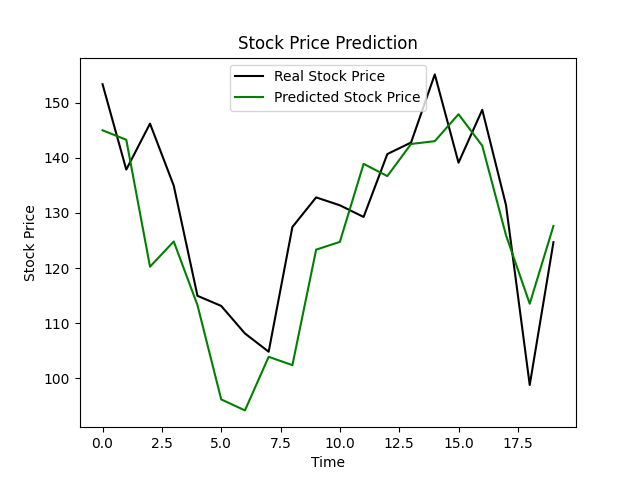 Stock Price Prediction
Real Stock Price
Predicted Stock Price
150
140
130
120
110
100
Stock Price
0.0 2.5 5.0 7.5 10.0 12.5 15.0 17.5
Time